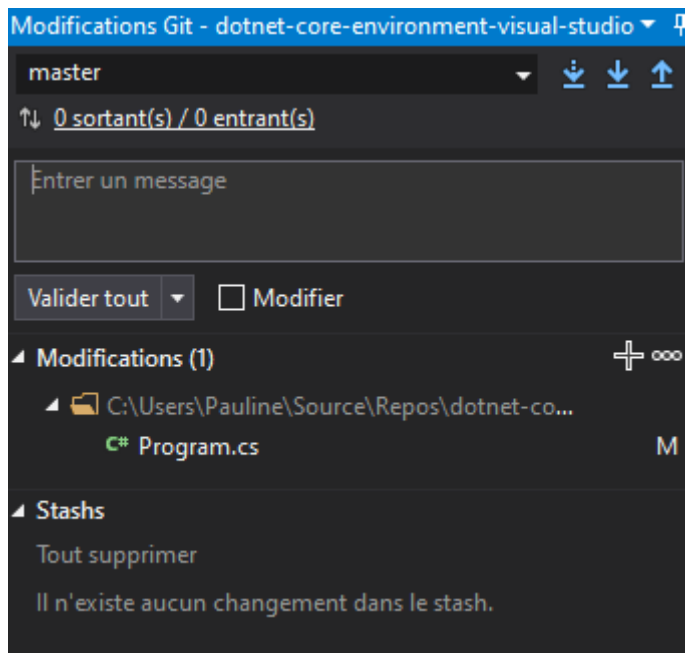 Modifications Git - dotnet-core-environment-visual-studio
master
0 sortant(s) / 0 entrant(s)
Entrer un message
Valider tout
Modifier
Modifications (1)
C:\Users\Pauline\Source\Repos\dotnet-co...
C# Program.cs M
Stashs
Tout supprimer
Il n'existe aucun changement dans le stash.